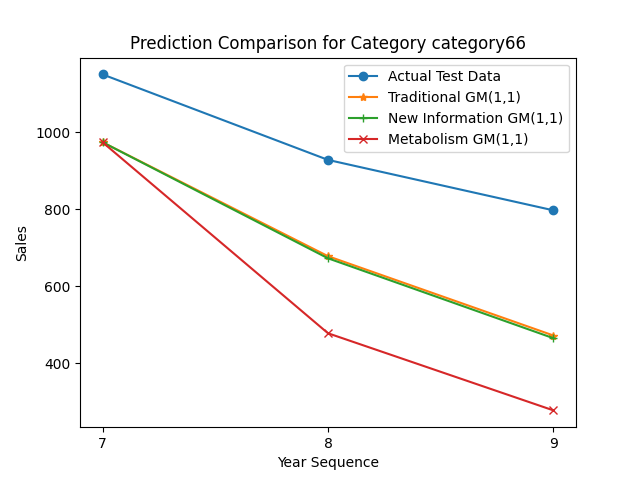 Prediction Comparison for Category category66
Actual Test Data
Traditional GM(1,1)
New Information GM(1,1)
Metabolism GM(1,1)
1000
800
600
400
Sales
7
8
9
Year Sequence